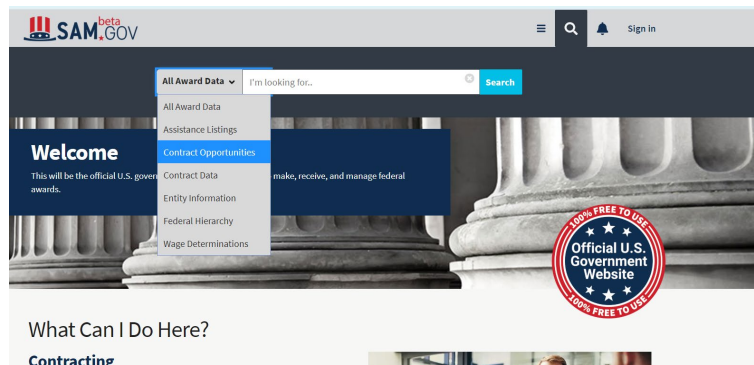 beta
SAM.GOV
Sign in
All Award Data
I'm looking for..
Search
All Award Data
Assistance Listings
Contract Opportunities
Contract Data
Entity Information
Federal Hierarchy
Wage Determinations
Welcome
This will be the official U.S. gover make, receive, and manage federal
awards.
100% FREE TO USE
Official U.S.
Government
Website
100% FREE TO USE
What Can I Do Here?
Contracting